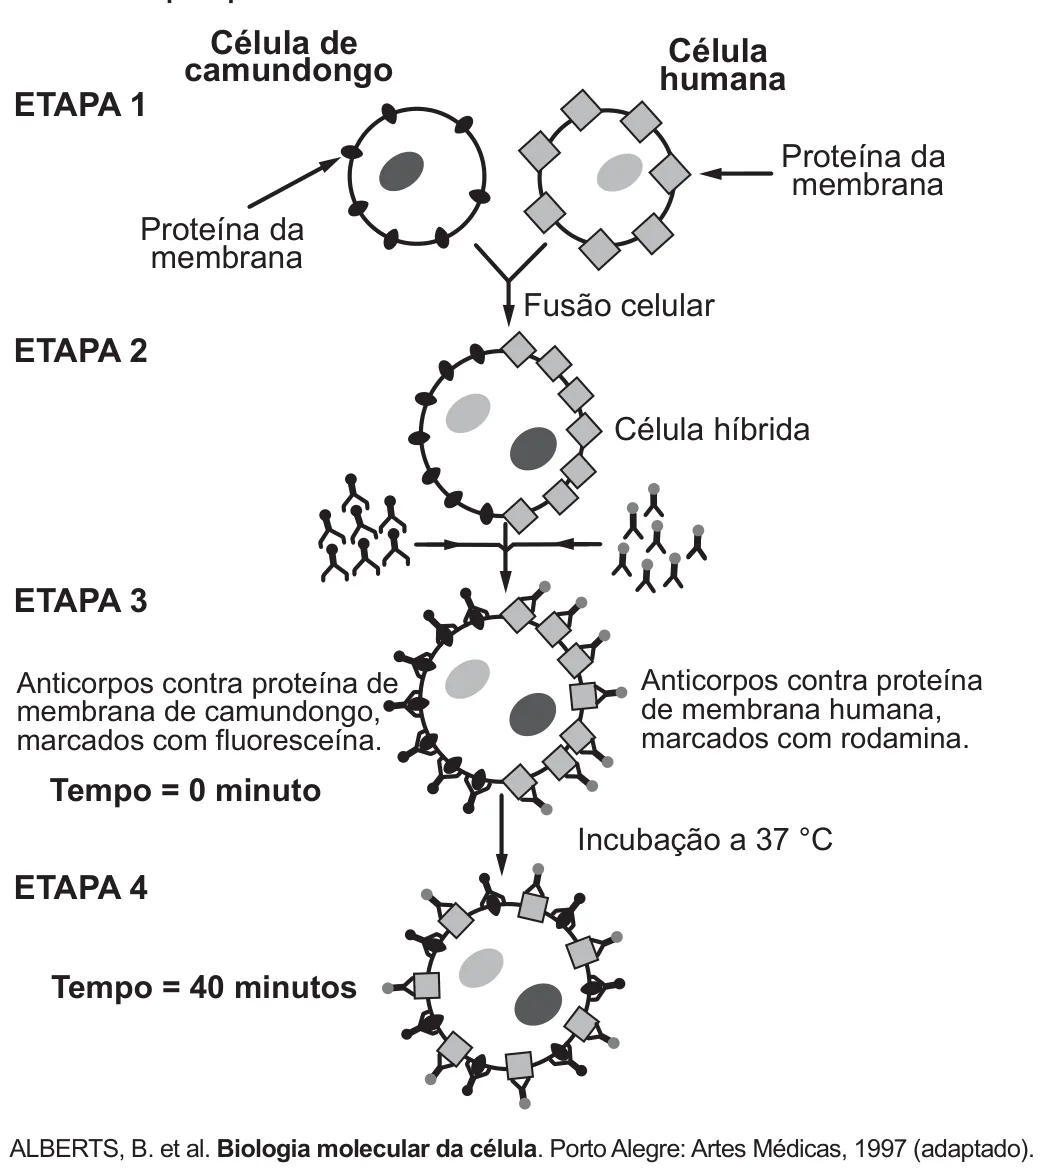 Célula de
camundongo
Célula
humana
ETAPA 1
Proteína da
membrana
Proteína da
membrana
Fusão celular
ETAPA 2
Célula híbrida
ETAPA 3
Anticorpos contra proteína de
membrana de camundongo,
marcados com fluoresceína.
Anticorpos contra proteína
de membrana humana,
marcados com rodamina.
Tempo = 0 minuto
Incubação a 37 °C
ETAPA 4
Tempo = 40 minutos
ALBERTS, B. et al. Biologia molecular da célula. Porto Alegre: Artes Médicas, 1997 (adaptado).